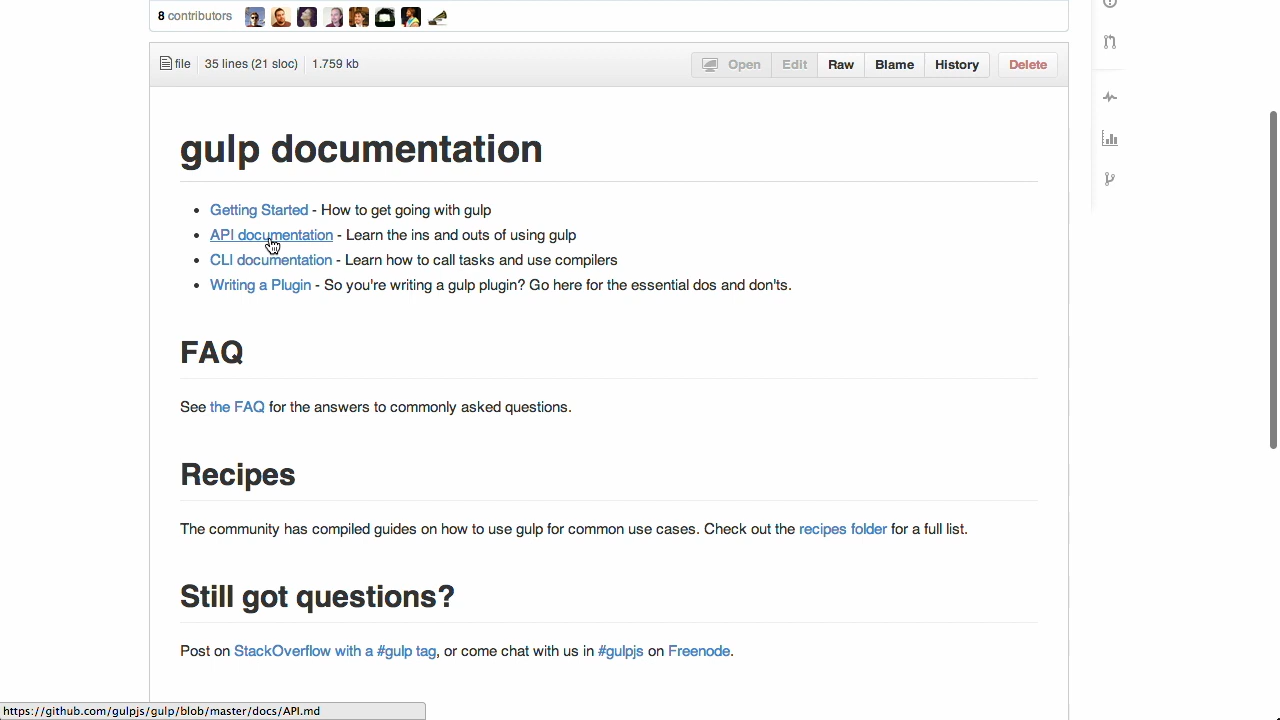 8 contributors
file 35 lines (21 sloc) 1.759 kb Open Edit Raw Blame History Delete
gulp documentation
Getting Started - How to get going with gulp
API documentation - Learn the ins and outs of using gulp
CLI documentation - Learn how to call tasks and use compilers
Writing a Plugin - So you're writing a gulp plugin? Go here for the essential dos and don'ts.
FAQ
See the FAQ for the answers to commonly asked questions.
Recipes
The community has compiled guides on how to use gulp for common use cases. Check out the recipes folder for a full list.
Still got questions?
Post on StackOverflow with a #gulp tag, or come chat with us in #gulpjs on Freenode.
https://github.com/gulpjs/gulp/blob/master/docs/API.md